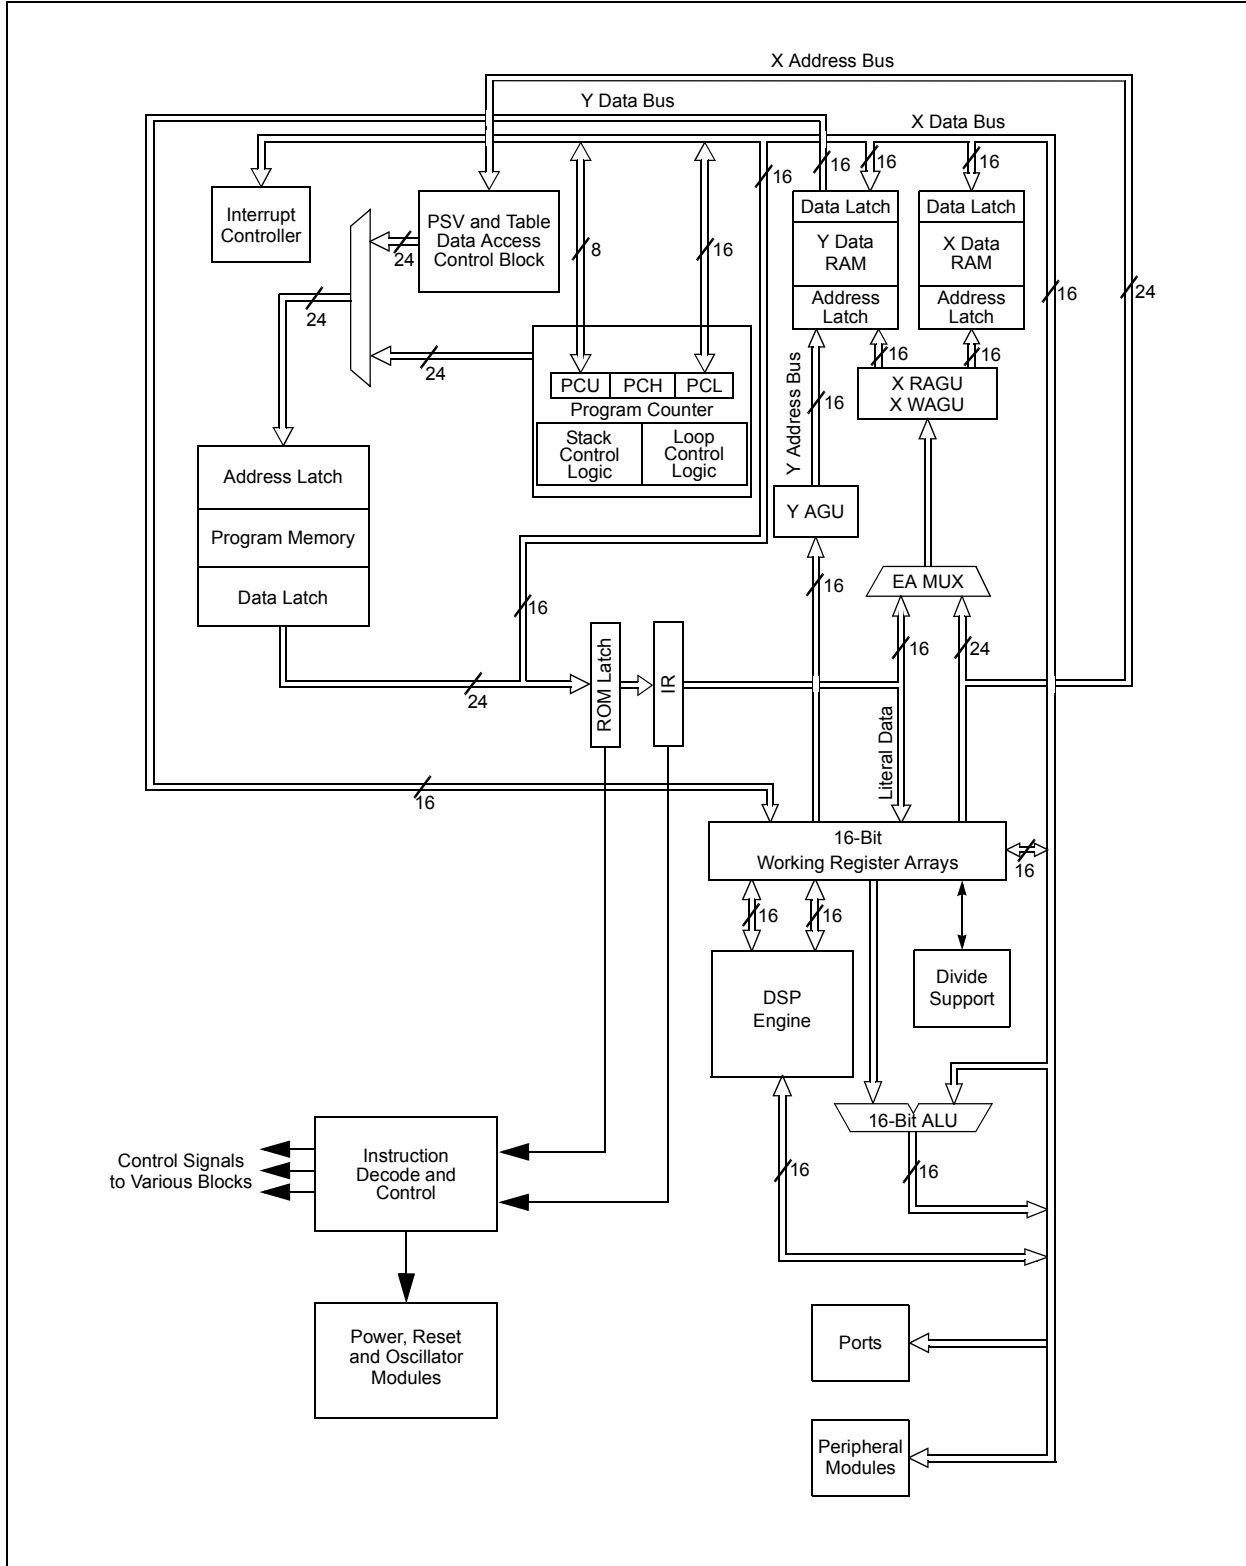 X Address Bus
Y Data Bus
X Data Bus
16
16
16
16
Interrupt
Controller
PSV and Table
Data Access
Control Block
24
8
16
Data Latch
Y Data
RAM
Address
Latch
Data Latch
X Data
RAM
Address
Latch
16
24
24
24
16
16
X RAGU
X WAGU
PCU
PCH
PCL
Program Counter
Stack
Control
Logic
Loop
Control
Logic
Y Address Bus
16
Address Latch
Program Memory
Data Latch
Y AGU
16
EA MUX
16
16
24
24
ROM Latch
IR
Literal Data
16
16-Bit
Working Register Arrays
16
16
16
DSP
Engine
Divide
Support
16-Bit ALU
16
16
Control Signals
to Various Blocks
Instruction
Decode and
Control
Power, Reset
and Oscillator
Modules
Ports
Peripheral
Modules